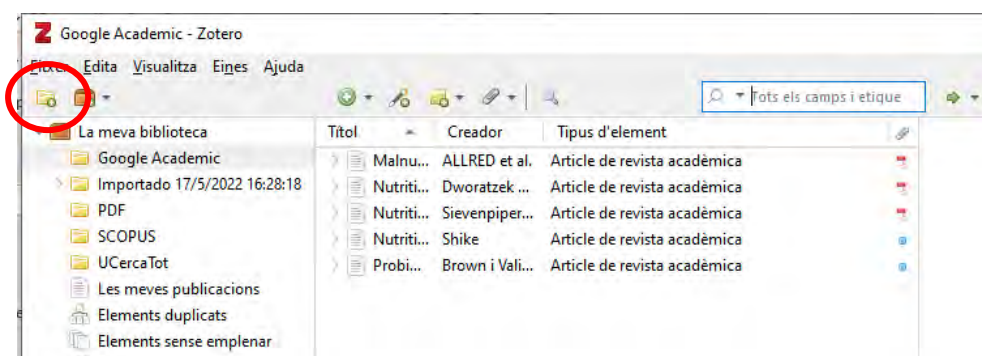 Google Academic - Zotero
Fitxer Edita Visualitza Eines Ajuda
Tots els camps i etique
La meva biblioteca
Google Academic
Importado 17/5/2022 16:28:18
PDF
SCOPUS
UCercaTot
Les meves publicacions
Elements duplicats
Elements sense emplenar
Títol Creador Tipus d'element
Malnu... ALLRED et al. Article de revista acadèmica
Nutriti... Dworatzek ... Article de revista acadèmica
Nutriti... Sievenpiper... Article de revista acadèmica
Nutriti... Shike Article de revista acadèmica
Probi... Brown i Vali... Article de revista acadèmica